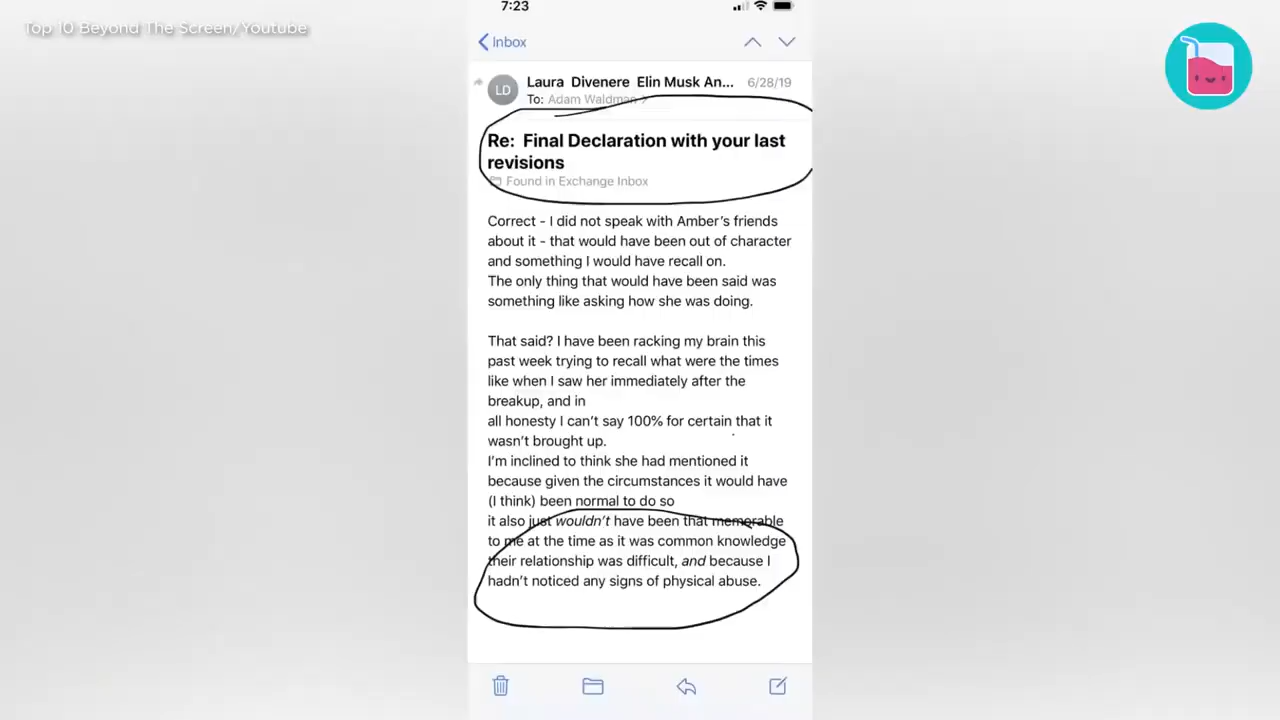 Top 10 Beyond The Screen/Youtube
7:23
Inbox
Laura Divenere Elin Musk An... 6/28/19
LD
To: Adam Waldman
Re: Final Declaration with your last
revisions
Found in Exchange Inbox
Correct - I did not speak with Amber's friends
about it - that would have been out of character
and something I would have recall on.
The only thing that would have been said was
something like asking how she was doing.
That said? I have been racking my brain this
past week trying to recall what were the times
like when I saw her immediately after the
breakup, and in
all honesty I can't say 100% for certain that it
wasn't brought up.
I'm inclined to think she had mentioned it
because given the circumstances it would have
(I think) been normal to do so
it also just wouldn't have been that memorable
to me at the time as it was common knowledge
their relationship was difficult, and because I
hadn't noticed any signs of physical abuse.